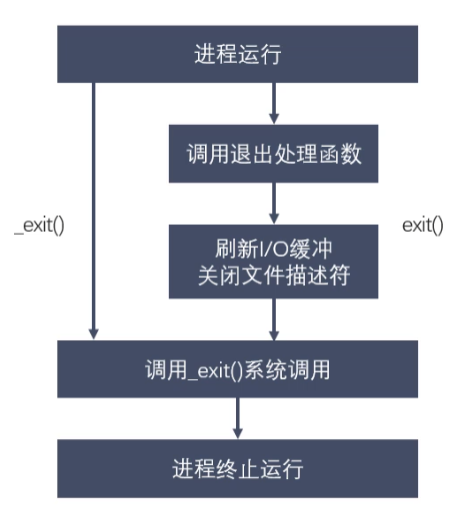 进程运行
调用退出处理函数
_exit()
exit()
刷新I/O缓冲
关闭文件描述符
调用_exit()系统调用
进程终止运行